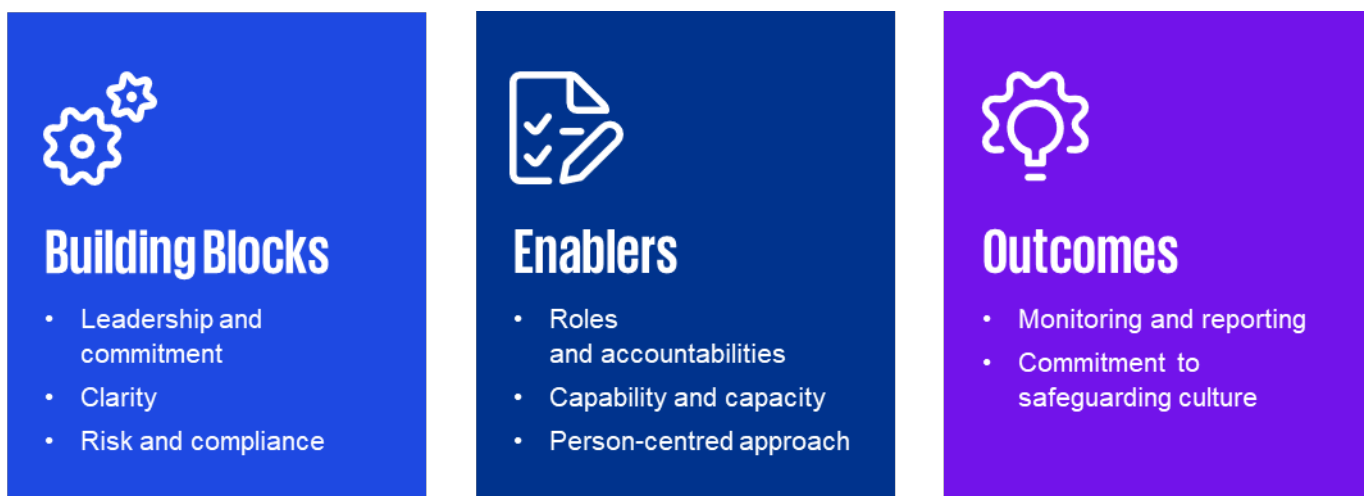 Building Blocks
• Leadership and
commitment
• Clarity
• Risk and compliance
Enablers
• Roles
and accountabilities
• Capability and capacity
• Person-centred approach
Outcomes
• Monitoring and reporting
• Commitment to
safeguarding culture